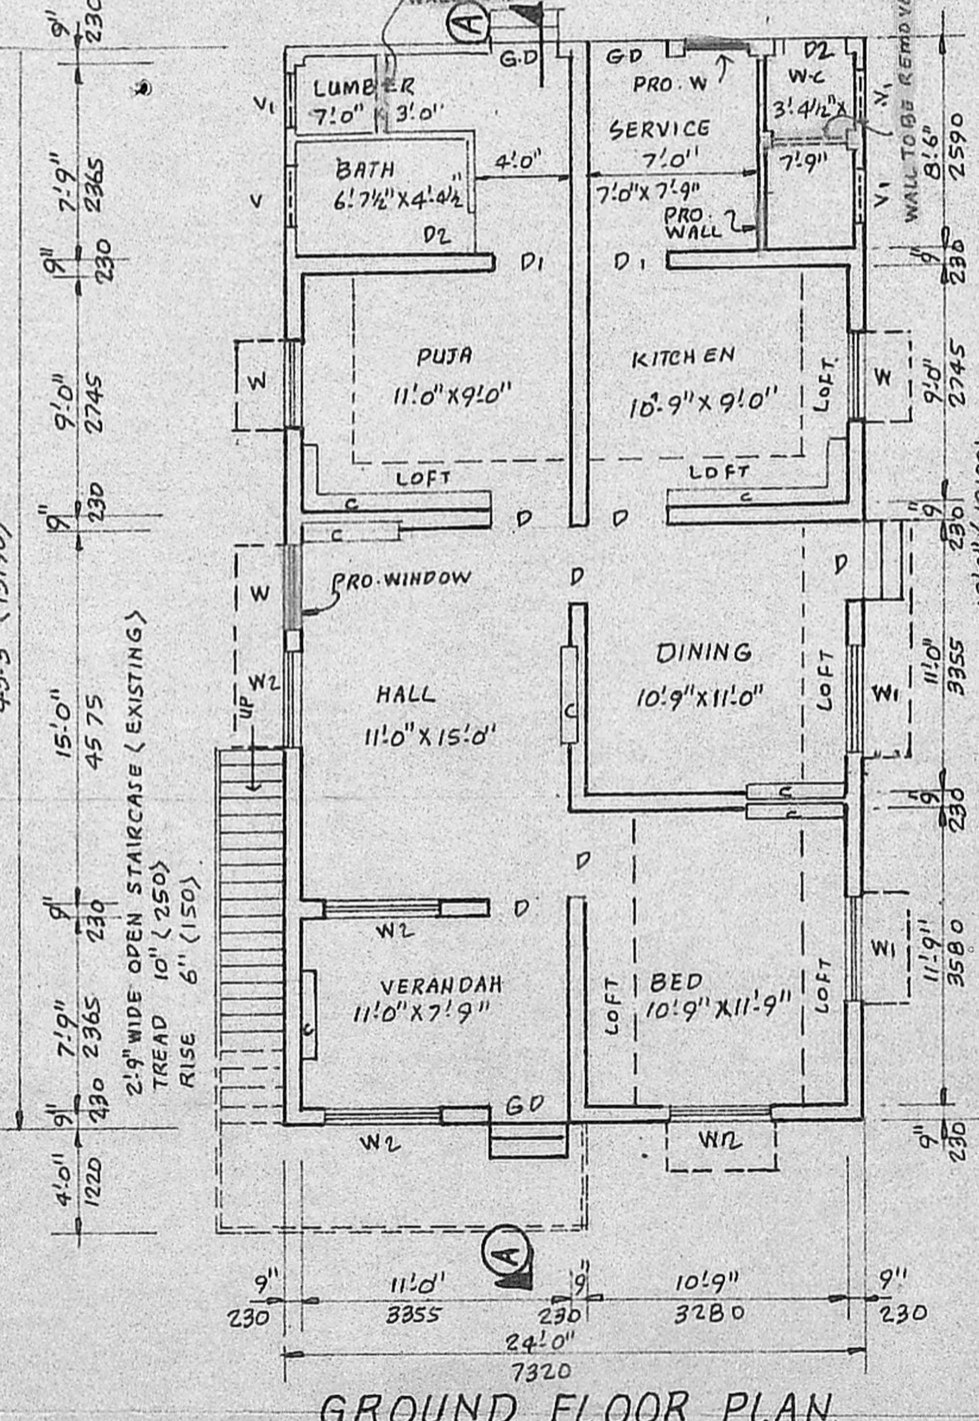 9"
230
A
G.D
GD
D2
LUMBER
7'.0" X 3'.0"
PRO. W
W.C
3'.4½"X
7'.9"
V1
V1
WALL TO BE REMOV
SERVICE
7'.0"
7'.0"X 7'.9"
4'.0"
BATH
6'.7½"X4'.4½"
D2
PRO.
WALL
V
V1
7'.9"
2365
8'.6"
2590
9"
230
D1
D1
9"
230
PUJA
11'.0"X9'.0"
KITCHEN
10'.9"X 9'.0"
LOFT
W
W
9'.0"
2745
9'.0"
2745
LOFT
LOFT
C
C
9"
230
D
D
9"
230
C
W
PRO.WINDOW
D
D
HALL
11'.0"X 15'.0"
DINING
10'.9"X11'.0"
LOFT
C
W2
UP
W1
15'.0"
4575
11'.0"
3355
C
C
9"
230
D
9"
230
W2
D
2'.9" WIDE OPEN STAIRCASE (EXISTING)
TREAD 10" (250)
RISE 6" (150)
VERANDAH
11'.0"X7'.9"
C
LOFT
BED
10'.9"X11'.9"
LOFT
W1
7'.9"
2365
11'.9"
3580
9"
230
W2
GD
W2
9"
230
4'.0"
1220
A
9"
11'.0"
9"
10'.9"
9"
230
3355
230
3280
230
24'.0"
7320
GROUND FLOOR PLAN